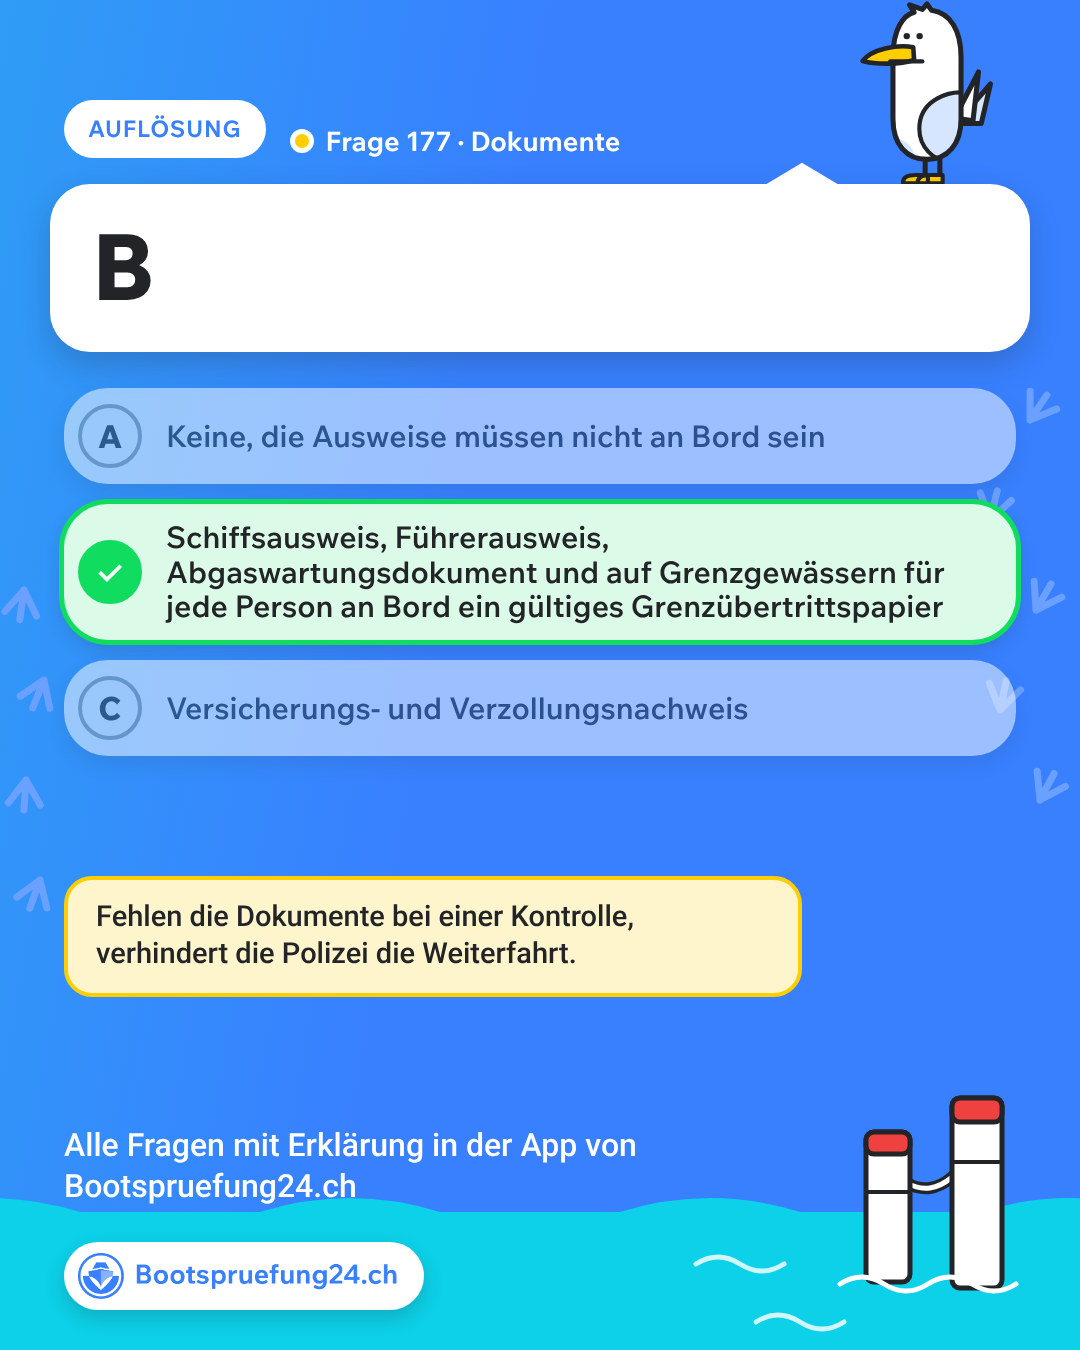 AUFLÖSUNG
Frage 177 · Dokumente
B
A
Keine, die Ausweise müssen nicht an Bord sein
Schiffsausweis, Führerausweis,
Abgaswartungsdokument und auf Grenzgewässern für
jede Person an Bord ein gültiges Grenzübertrittspapier
C
Versicherungs- und Verzollungsnachweis
Fehlen die Dokumente bei einer Kontrolle,
verhindert die Polizei die Weiterfahrt.
Alle Fragen mit Erklärung in der App von
Bootspruefung24.ch
Bootspruefung24.ch